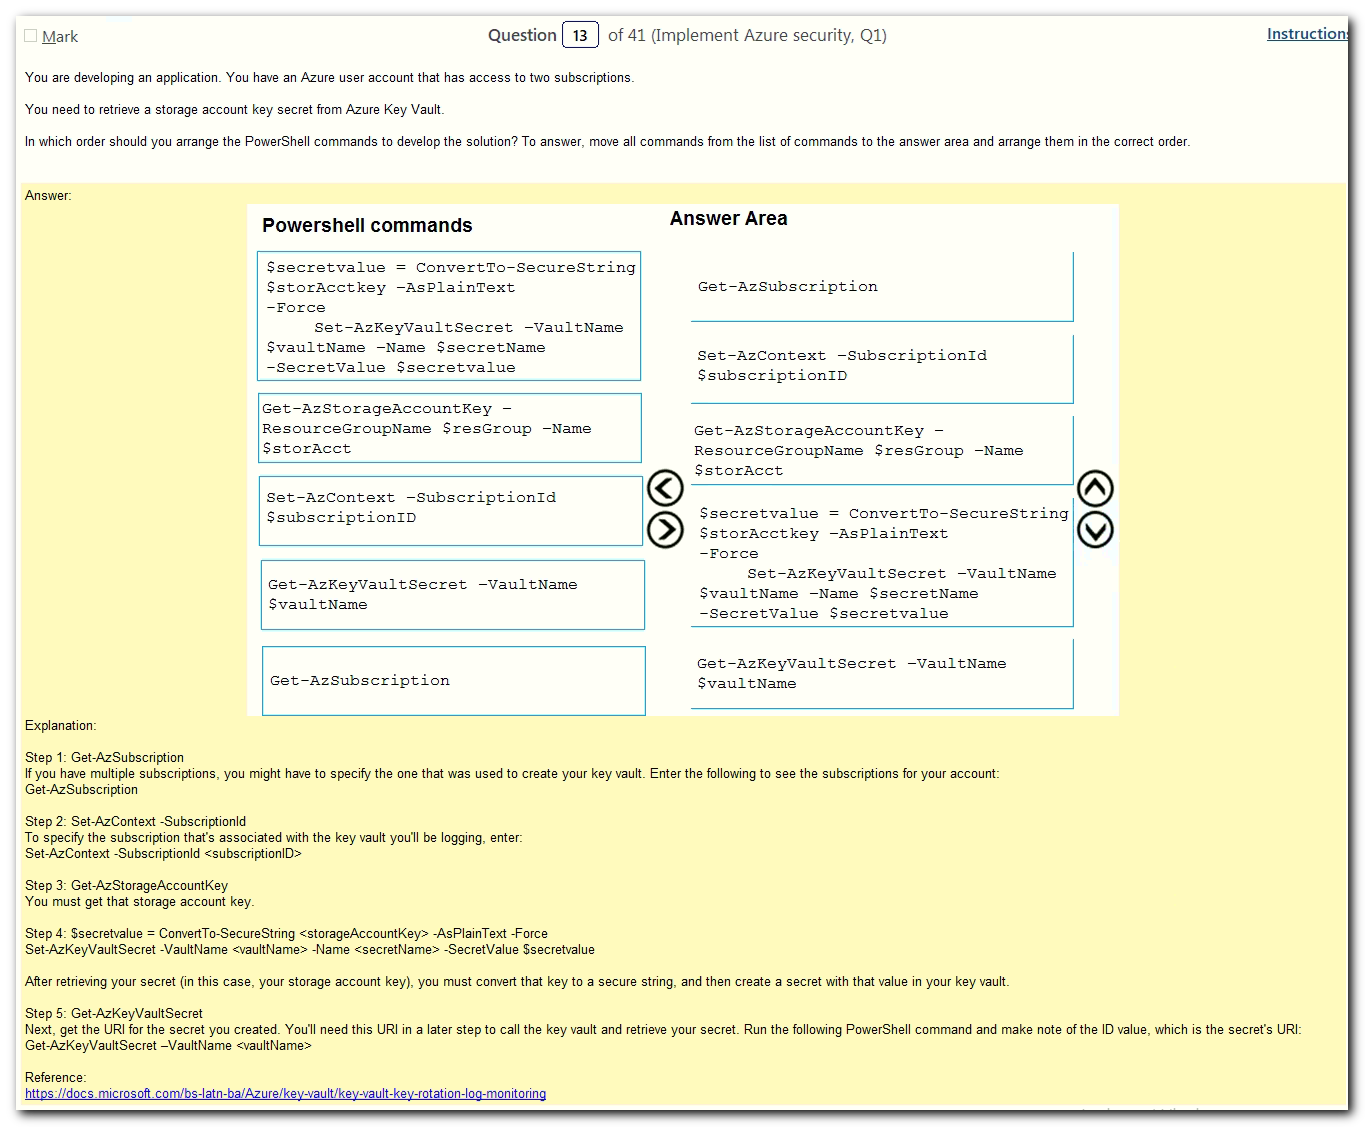 Mark
Question 13 of 41 (Implement Azure security, Q1)
Instructions
You are developing an application. You have an Azure user account that has access to two subscriptions.
You need to retrieve a storage account key secret from Azure Key Vault.
In which order should you arrange the PowerShell commands to develop the solution? To answer, move all commands from the list of commands to the answer area and arrange them in the correct order.
Answer:
Powershell commands
$secretvalue = ConvertTo-SecureString
$storAcctkey –AsPlainText
-Force
Set-AzKeyVaultSecret –VaultName
$vaultName –Name $secretName
-SecretValue $secretvalue
Get-AzStorageAccountKey –
ResourceGroupName $resGroup –Name
$storAcct
Set-AzContext –SubscriptionId
$subscriptionID
Get-AzKeyVaultSecret –VaultName
$vaultName
Get-AzSubscription
Answer Area
Get-AzSubscription
Set-AzContext –SubscriptionId
$subscriptionID
Get-AzStorageAccountKey –
ResourceGroupName $resGroup –Name
$storAcct
$secretvalue = ConvertTo-SecureString
$storAcctkey –AsPlainText
-Force
Set-AzKeyVaultSecret –VaultName
$vaultName –Name $secretName
-SecretValue $secretvalue
Get-AzKeyVaultSecret –VaultName
$vaultName
Explanation:
Step 1: Get-AzSubscription
If you have multiple subscriptions, you might have to specify the one that was used to create your key vault. Enter the following to see the subscriptions for your account:
Get-AzSubscription
Step 2: Set-AzContext -SubscriptionId
To specify the subscription that's associated with the key vault you'll be logging, enter:
Set-AzContext -SubscriptionId <subscriptionID>
Step 3: Get-AzStorageAccountKey
You must get that storage account key.
Step 4: $secretvalue = ConvertTo-SecureString <storageAccountKey> -AsPlainText -Force
Set-AzKeyVaultSecret -VaultName <vaultName> -Name <secretName> -SecretValue $secretvalue
After retrieving your secret (in this case, your storage account key), you must convert that key to a secure string, and then create a secret with that value in your key vault.
Step 5: Get-AzKeyVaultSecret
Next, get the URI for the secret you created. You'll need this URI in a later step to call the key vault and retrieve your secret. Run the following PowerShell command and make note of the ID value, which is the secret's URI:
Get-AzKeyVaultSecret –VaultName <vaultName>
Reference:
https://docs.microsoft.com/bs-latn-ba/Azure/key-vault/key-vault-key-rotation-log-monitoring